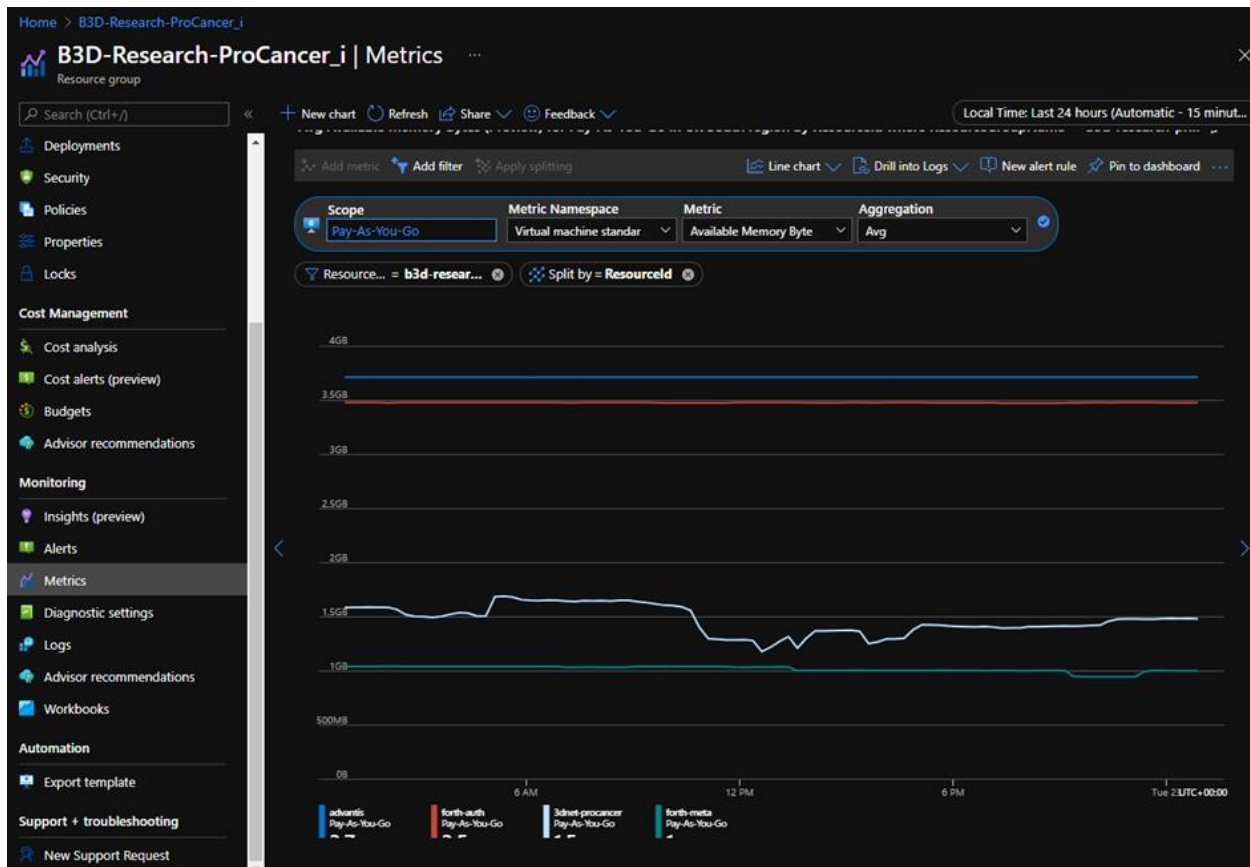 Home > B3D-Research-ProCancer_i
B3D-Research-ProCancer_i | Metrics ...
Resource group
Search (Ctrl+/)
«
New chart Refresh Share Feedback
Local Time: Last 24 hours (Automatic - 15 minut...
Deployments
Security
Policies
Properties
Locks
Cost Management
Cost analysis
Cost alerts (preview)
Budgets
Advisor recommendations
Monitoring
Insights (preview)
Alerts
Metrics
Diagnostic settings
Logs
Advisor recommendations
Workbooks
Automation
Export template
Support + troubleshooting
New Support Request
Add metric Add filter Apply splitting
Line chart Drill into Logs New alert rule Pin to dashboard ...
Scope Metric Namespace Metric Aggregation
Pay-As-You-Go Virtual machine standar Available Memory Byte Avg
Resource... = b3d-resear... Split by = ResourceId
4GB
3.5GB
3GB
2.5GB
2GB
1.5GB
1GB
500MB
0B
6 AM 12 PM 6 PM Tue 23 UTC+00:00
advantis forth-auth 3dnet-procancer forth-meta
Pay-As-You-Go Pay-As-You-Go Pay-As-You-Go Pay-As-You-Go